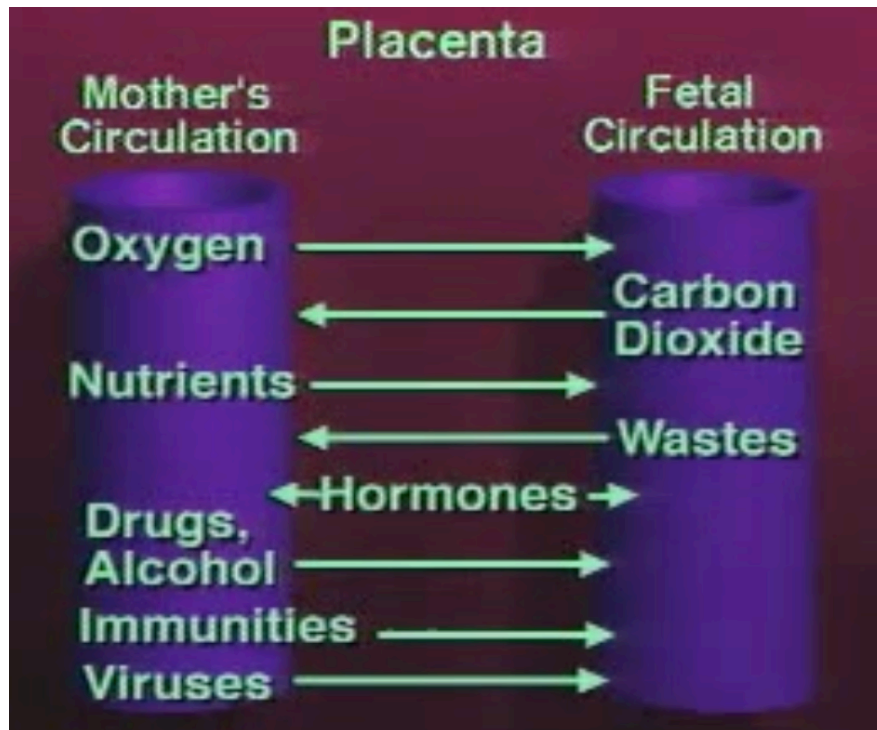 Placenta
Mother's
Circulation
Fetal
Circulation
Oxygen
Carbon
Dioxide
Nutrients
Wastes
Hormones
Drugs,
Alcohol
Immunities
Viruses